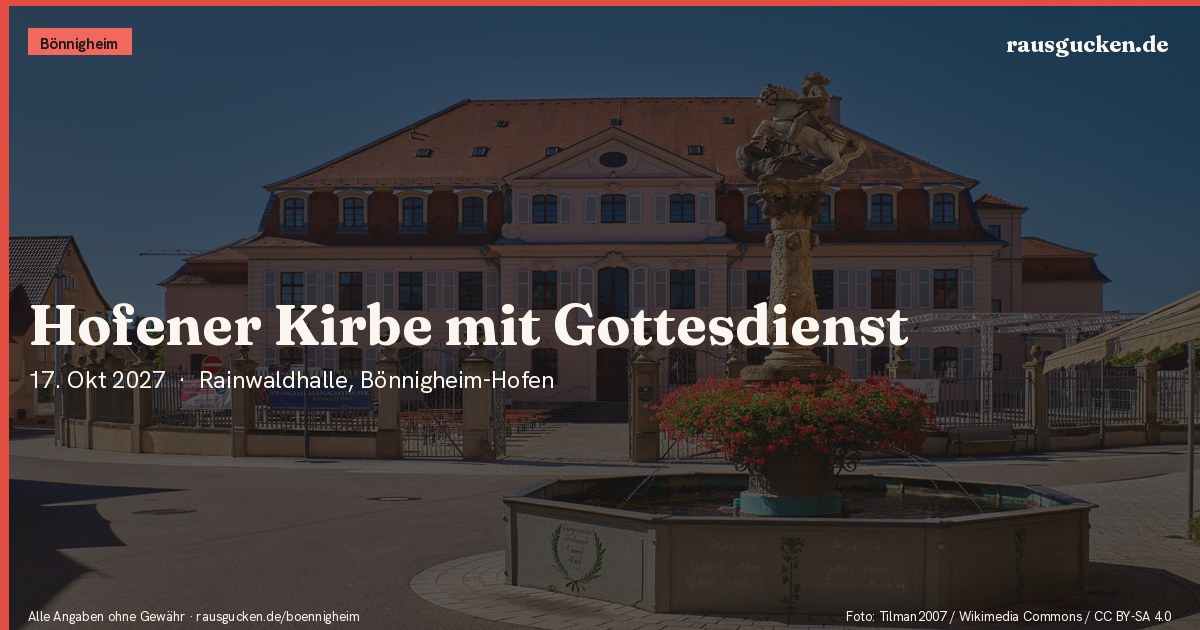 Bönnigheim
rausgucken.de
Hofener Kirbe mit Gottesdienst
17. Okt 2027 · Rainwaldhalle, Bönnigheim-Hofen
Alle Angaben ohne Gewähr · rausgucken.de/boennigheim
Foto: Tilman2007 / Wikimedia Commons / CC BY-SA 4.0